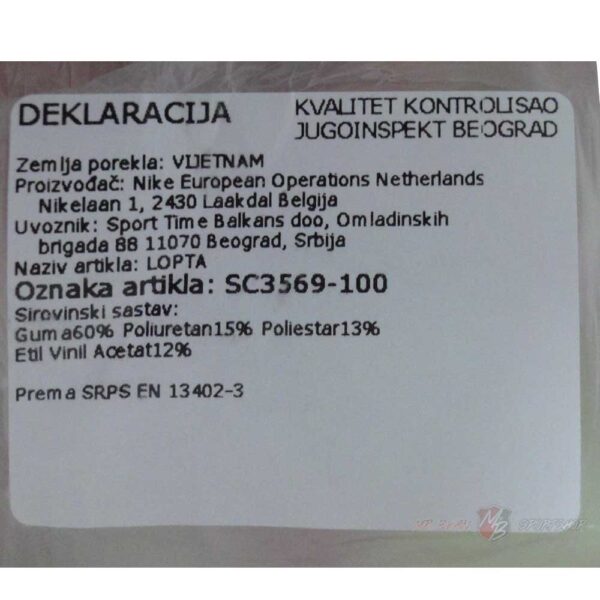 DEKLARACIJA
KVALITET KONTROLISAO
JUGOINSPEKT BEOGRAD
Zemlja porekla: VIJETNAM
Proizvođač: Nike European Operations Netherlands
Nikelaan 1, 2430 Laakdal Belgija
Uvoznik: Sport Time Balkans doo, Omladinskih
brigada 88 11070 Beograd, Srbija
Naziv artikla: LOPTA
Oznaka artikla: SC3569-100
Sirovinski sastav:
Guma60% Poliuretan15% Poliestar13%
Etil Vinil Acetat12%
Prema SRPS EN 13402-3
MB